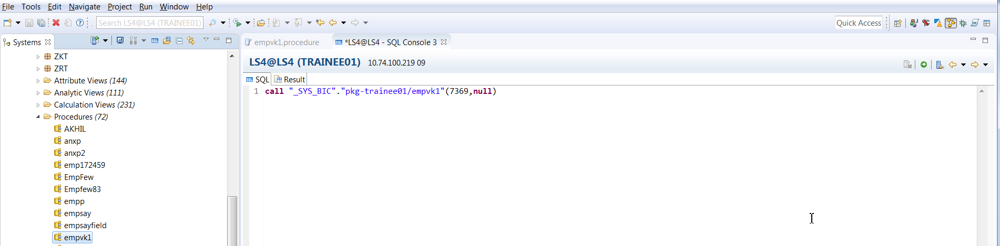 File Tools Edit Navigate Project Run Window Help
Search LS4@LS4 (TRAINEE01)
Quick Access
Systems
ZKT
ZRT
Attribute Views (144)
Analytic Views (111)
Calculation Views (231)
Procedures (72)
AKHIL
anxp
anxp2
emp172459
EmpFew
Empfew83
empp
empsay
empsayfield
empvk1
empvk1.procedure
*LS4@LS4 - SQL Console 3
LS4@LS4 (TRAINEE01) 10.74.100.219 09
SQL SQL Result
1 call "_SYS_BIC"."pkg-trainee01/empvk1"(7369,null)